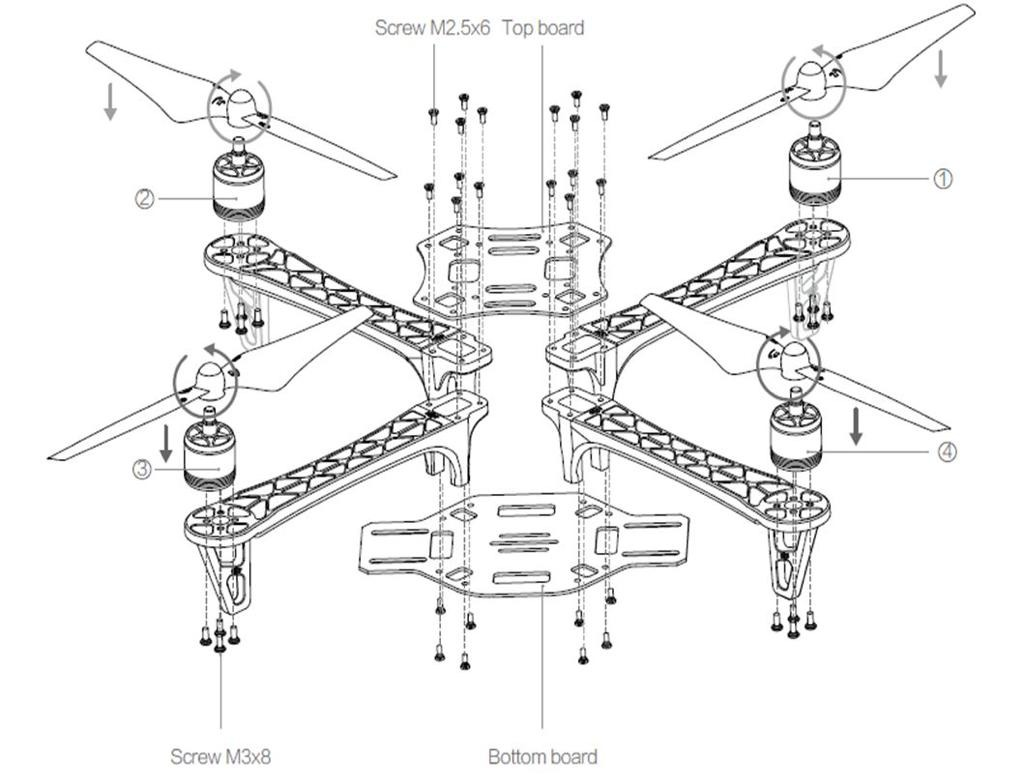 Screw M2.5x6 Top board
①
②
③
④
Screw M3x8
Bottom board